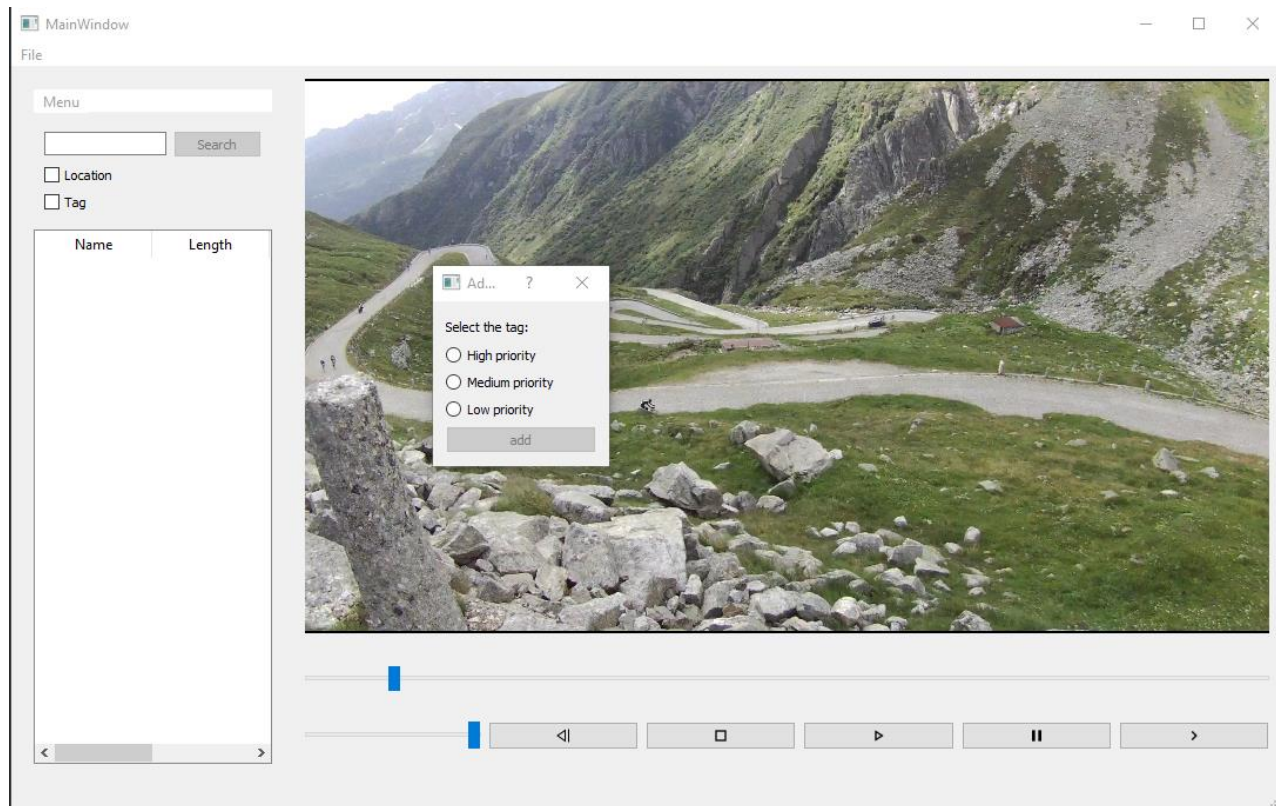 MainWindow
File
Menu
Search
Location
Tag
Name Length
Ad... ?
Select the tag:
High priority
Medium priority
Low priority
add